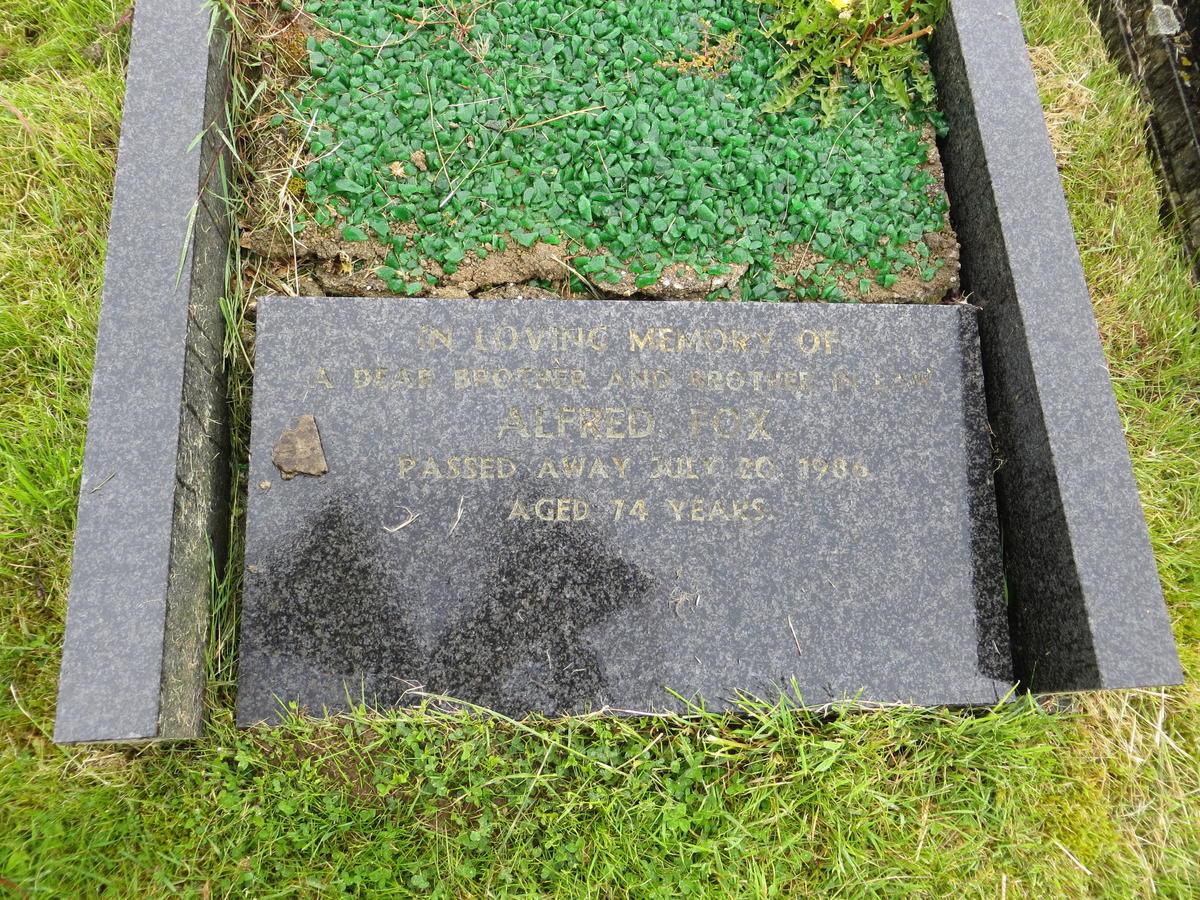 IN LOVING MEMORY OF
A DEAR BROTHER AND BROTHER IN LAW
ALFRED FOX
PASSED AWAY JULY 20. 1986.
AGED 74 YEARS.